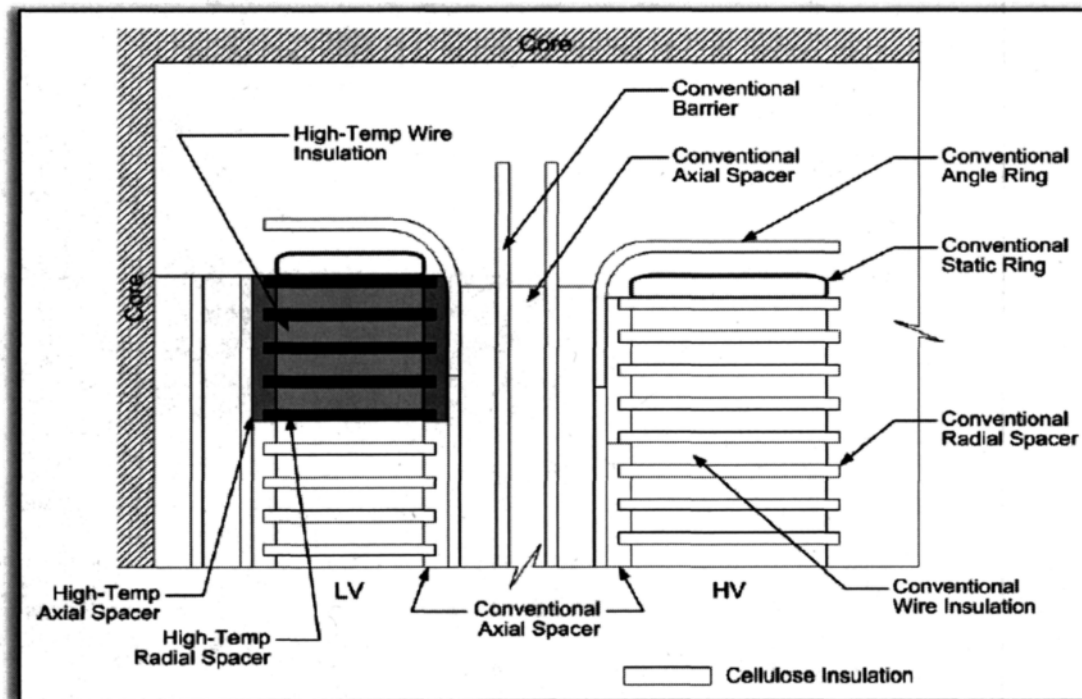 Core
Conventional
Barrier
High-Temp Wire
Insulation
Conventional
Axial Spacer
Conventional
Angle Ring
Conventional
Static Ring
Core
Conventional
Radial Spacer
High-Temp
Axial Spacer
LV
High-Temp
Radial Spacer
Conventional
Axial Spacer
HV
Conventional
Wire Insulation
Cellulose Insulation